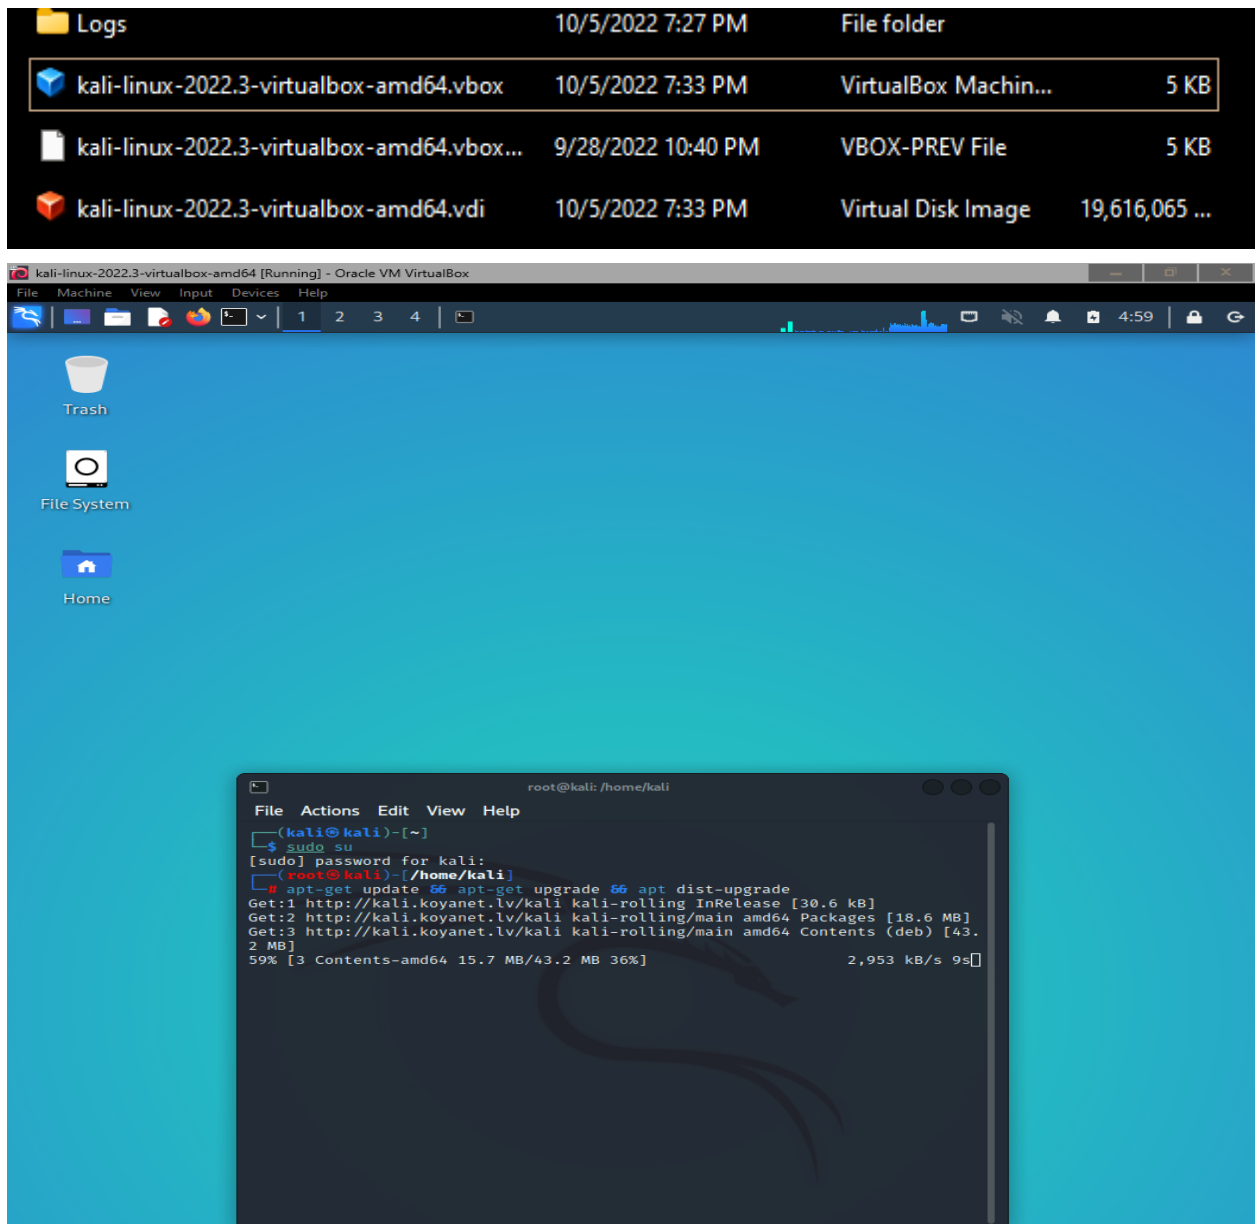 Logs 10/5/2022 7:27 PM File folder
kali-linux-2022.3-virtualbox-amd64.vbox 10/5/2022 7:33 PM VirtualBox Machin... 5 KB
kali-linux-2022.3-virtualbox-amd64.vbox... 9/28/2022 10:40 PM VBOX-PREV File 5 KB
kali-linux-2022.3-virtualbox-amd64.vdi 10/5/2022 7:33 PM Virtual Disk Image 19,616,065 ...
kali-linux-2022.3-virtualbox-amd64 [Running] - Oracle VM VirtualBox
File Machine View Input Devices Help
1 2 3 4 4:59
Trash
File System
Home
root@kali: /home/kali
File Actions Edit View Help
(kali㉿kali)-[~]
$ sudo su
[sudo] password for kali:
(root㉿kali)-[/home/kali]
# apt-get update && apt-get upgrade && apt dist-upgrade
Get:1 http://kali.koyanet.lv/kali kali-rolling InRelease [30.6 kB]
Get:2 http://kali.koyanet.lv/kali kali-rolling/main amd64 Packages [18.6 MB]
Get:3 http://kali.koyanet.lv/kali kali-rolling/main amd64 Contents (deb) [43.
2 MB]
59% [3 Contents-amd64 15.7 MB/43.2 MB 36%] 2,953 kB/s 9s